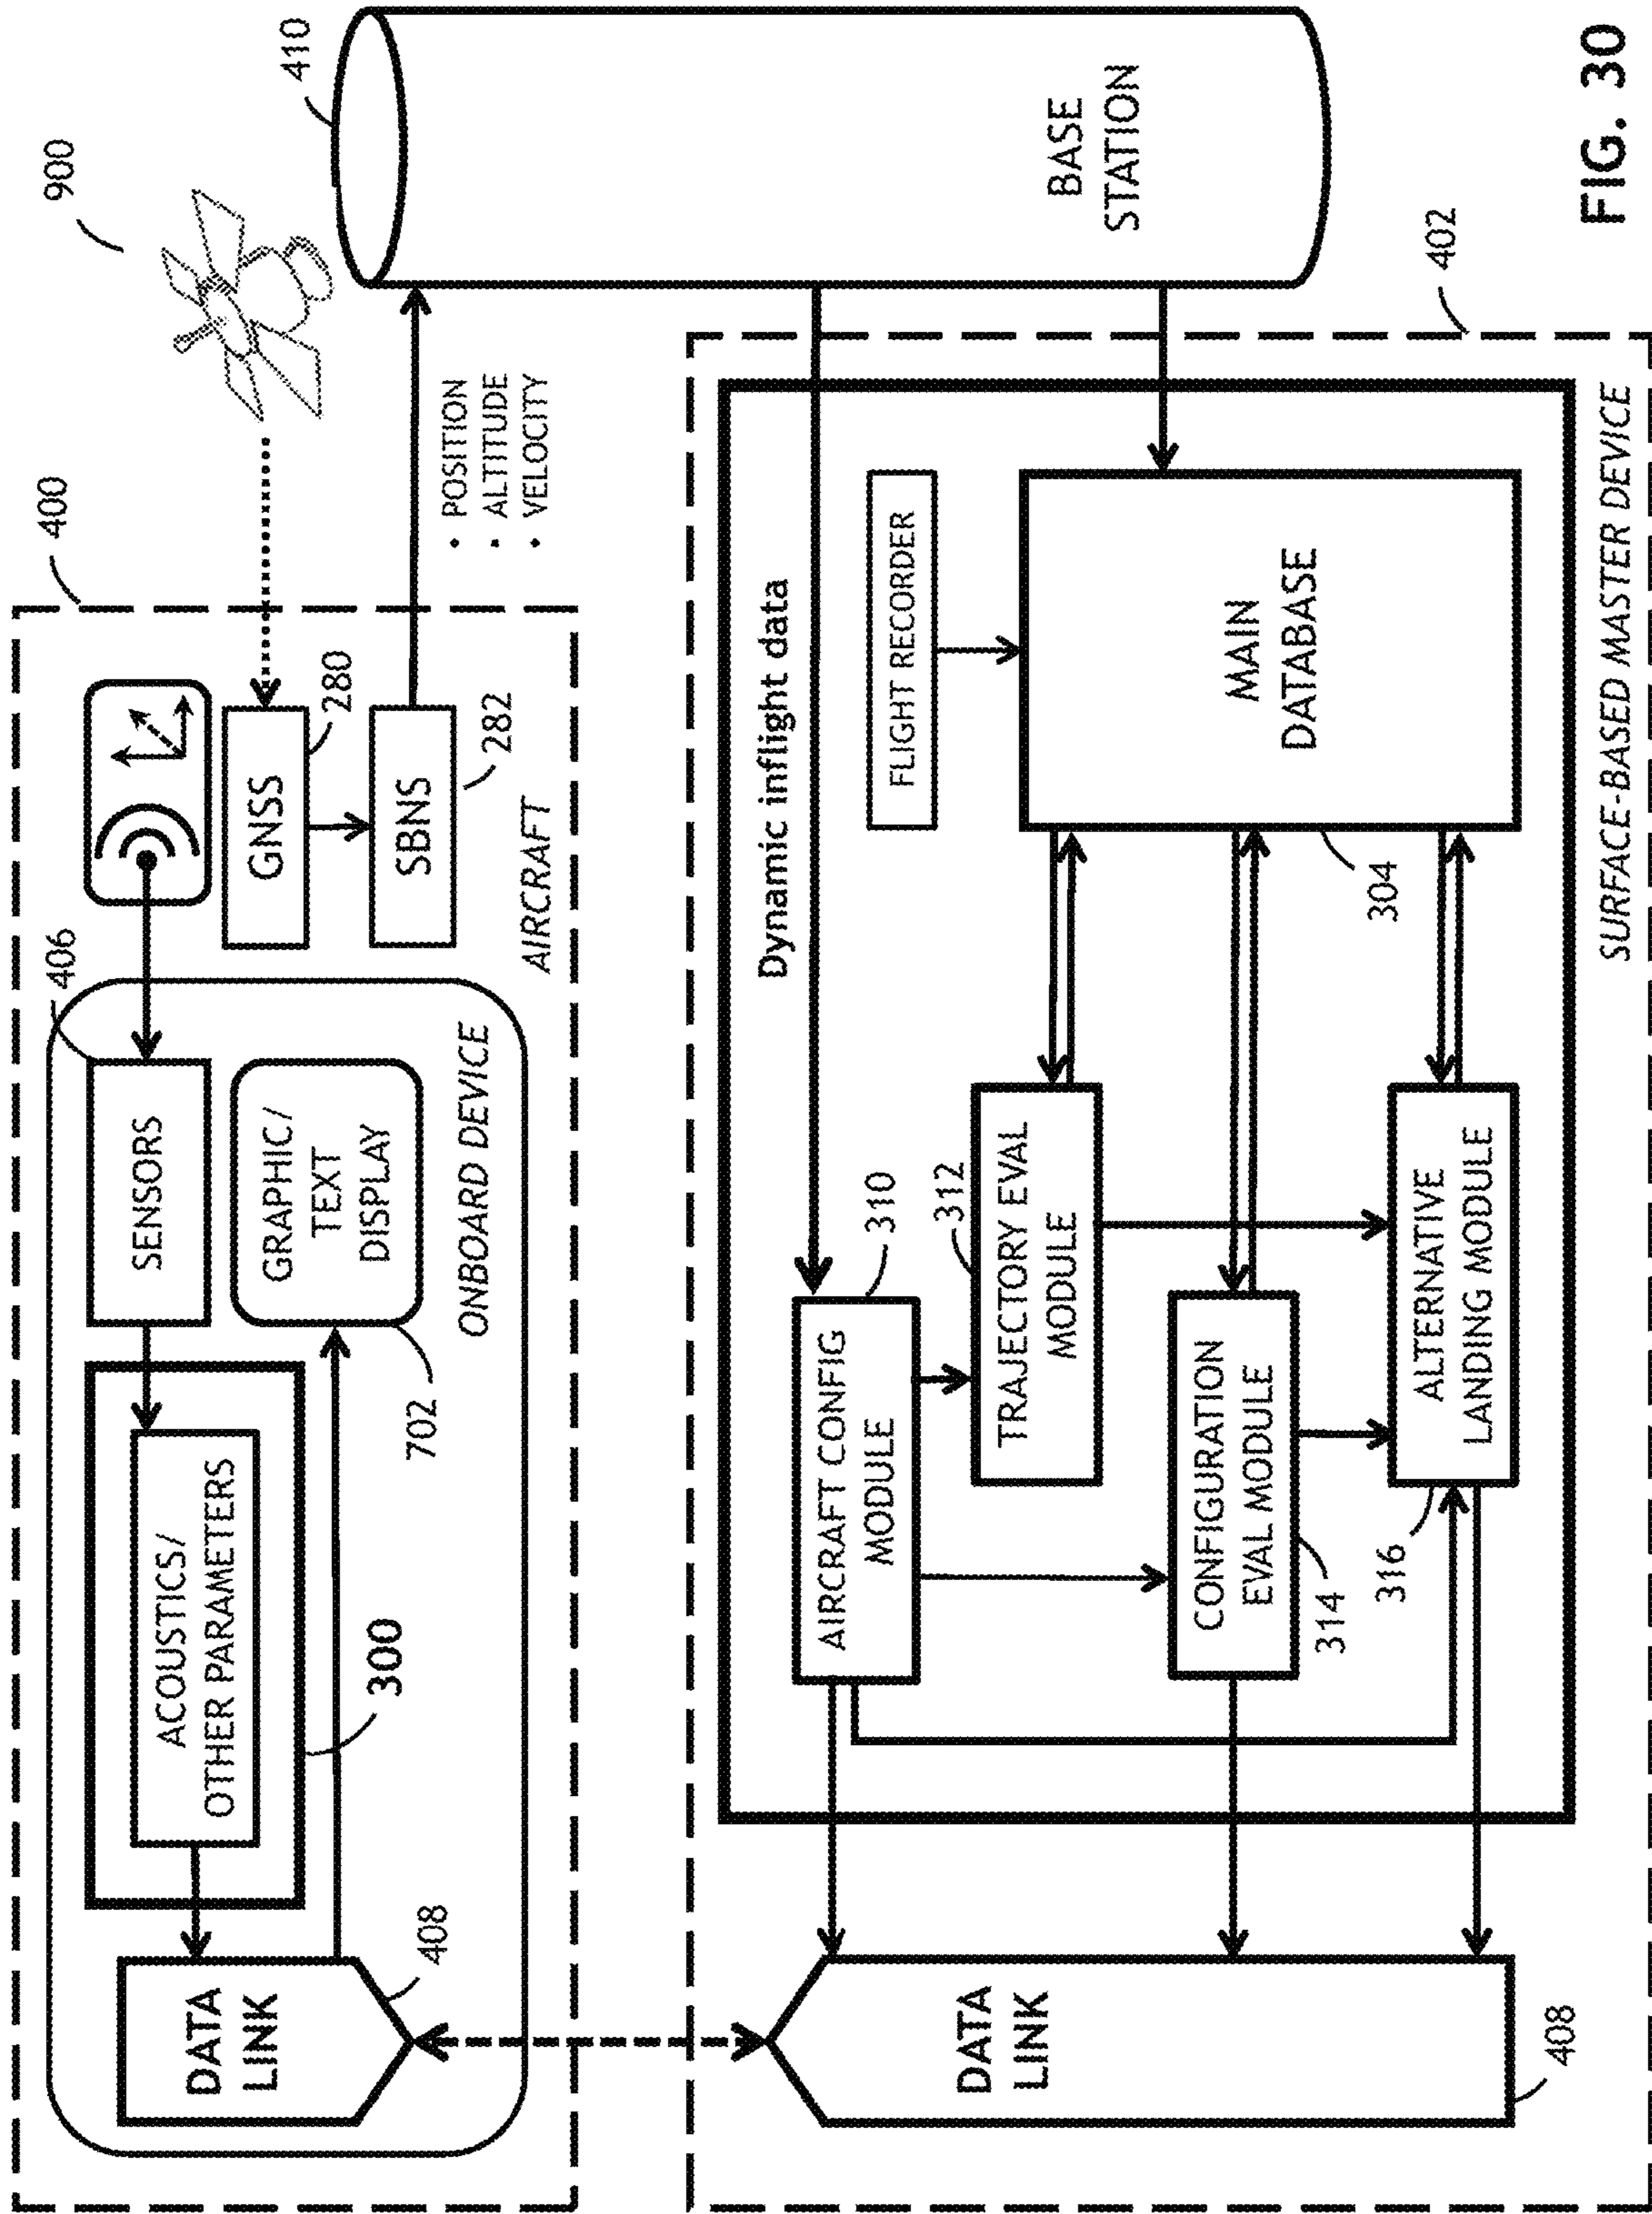 400
900
410
406
SENSORS
ACOUSTICS/
OTHER PARAMETERS
300
DATA
LINK
408
GRAPHIC/
TEXT
DISPLAY
702
ONBOARD DEVICE
GNSS
280
SBNS
282
AIRCRAFT
• POSITION
• ALTITUDE
• VELOCITY
BASE
STATION
402
Dynamic inflight data
FLIGHT RECORDER
AIRCRAFT CONFIG
MODULE
310
312
TRAJECTORY EVAL
MODULE
MAIN
DATABASE
304
CONFIGURATION
EVAL MODULE
314
ALTERNATIVE
LANDING MODULE
316
DATA
LINK
408
SURFACE-BASED MASTER DEVICE
FIG. 30